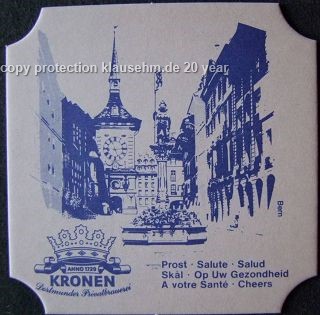 copy protection klausehm.de 20 year
Bern
ANNO 1729
KRONEN
Dortmunder Privatbrauerei
Prost · Salute · Salud
Skål · Op Uw Gezondheid
A votre Santé · Cheers